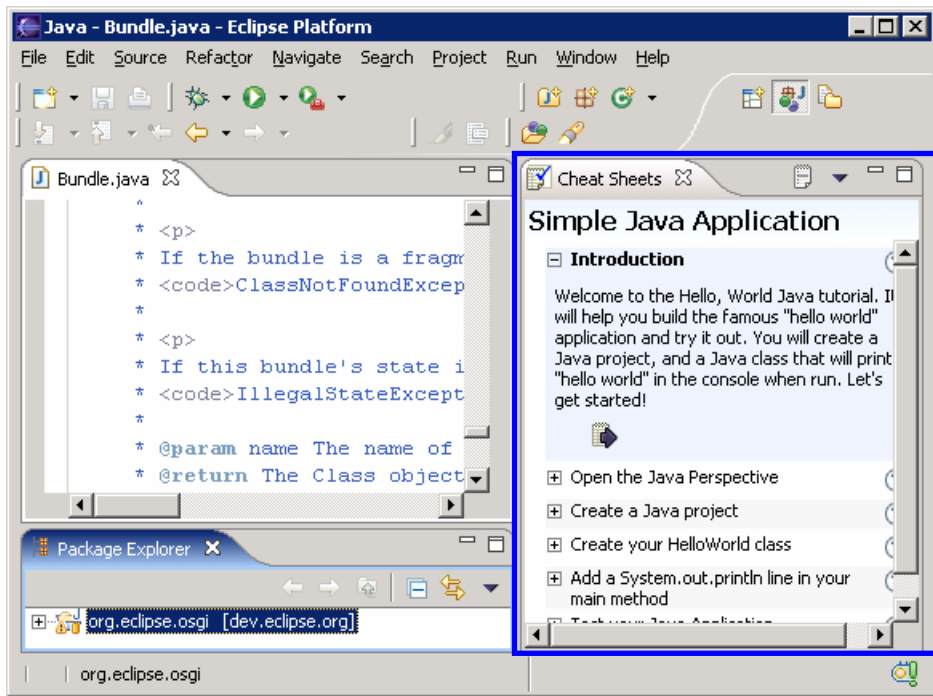 Java - Bundle.java - Eclipse Platform
File Edit Source Refactor Navigate Search Project Run Window Help
Bundle.java
*
* <p>
* If the bundle is a fragm
* <code>ClassNotFoundExcep
*
* <p>
* If this bundle's state i
* <code>IllegalStateExcept
*
* @param name The name of
* @return The Class object
Package Explorer
org.eclipse.osgi [dev.eclipse.org]
org.eclipse.osgi
Cheat Sheets
Simple Java Application
Introduction
Welcome to the Hello, World Java tutorial. It
will help you build the famous "hello world"
application and try it out. You will create a
Java project, and a Java class that will print
"hello world" in the console when run. Let's
get started!
Open the Java Perspective
Create a Java project
Create your HelloWorld class
Add a System.out.println line in your
main method
Test your Java Application